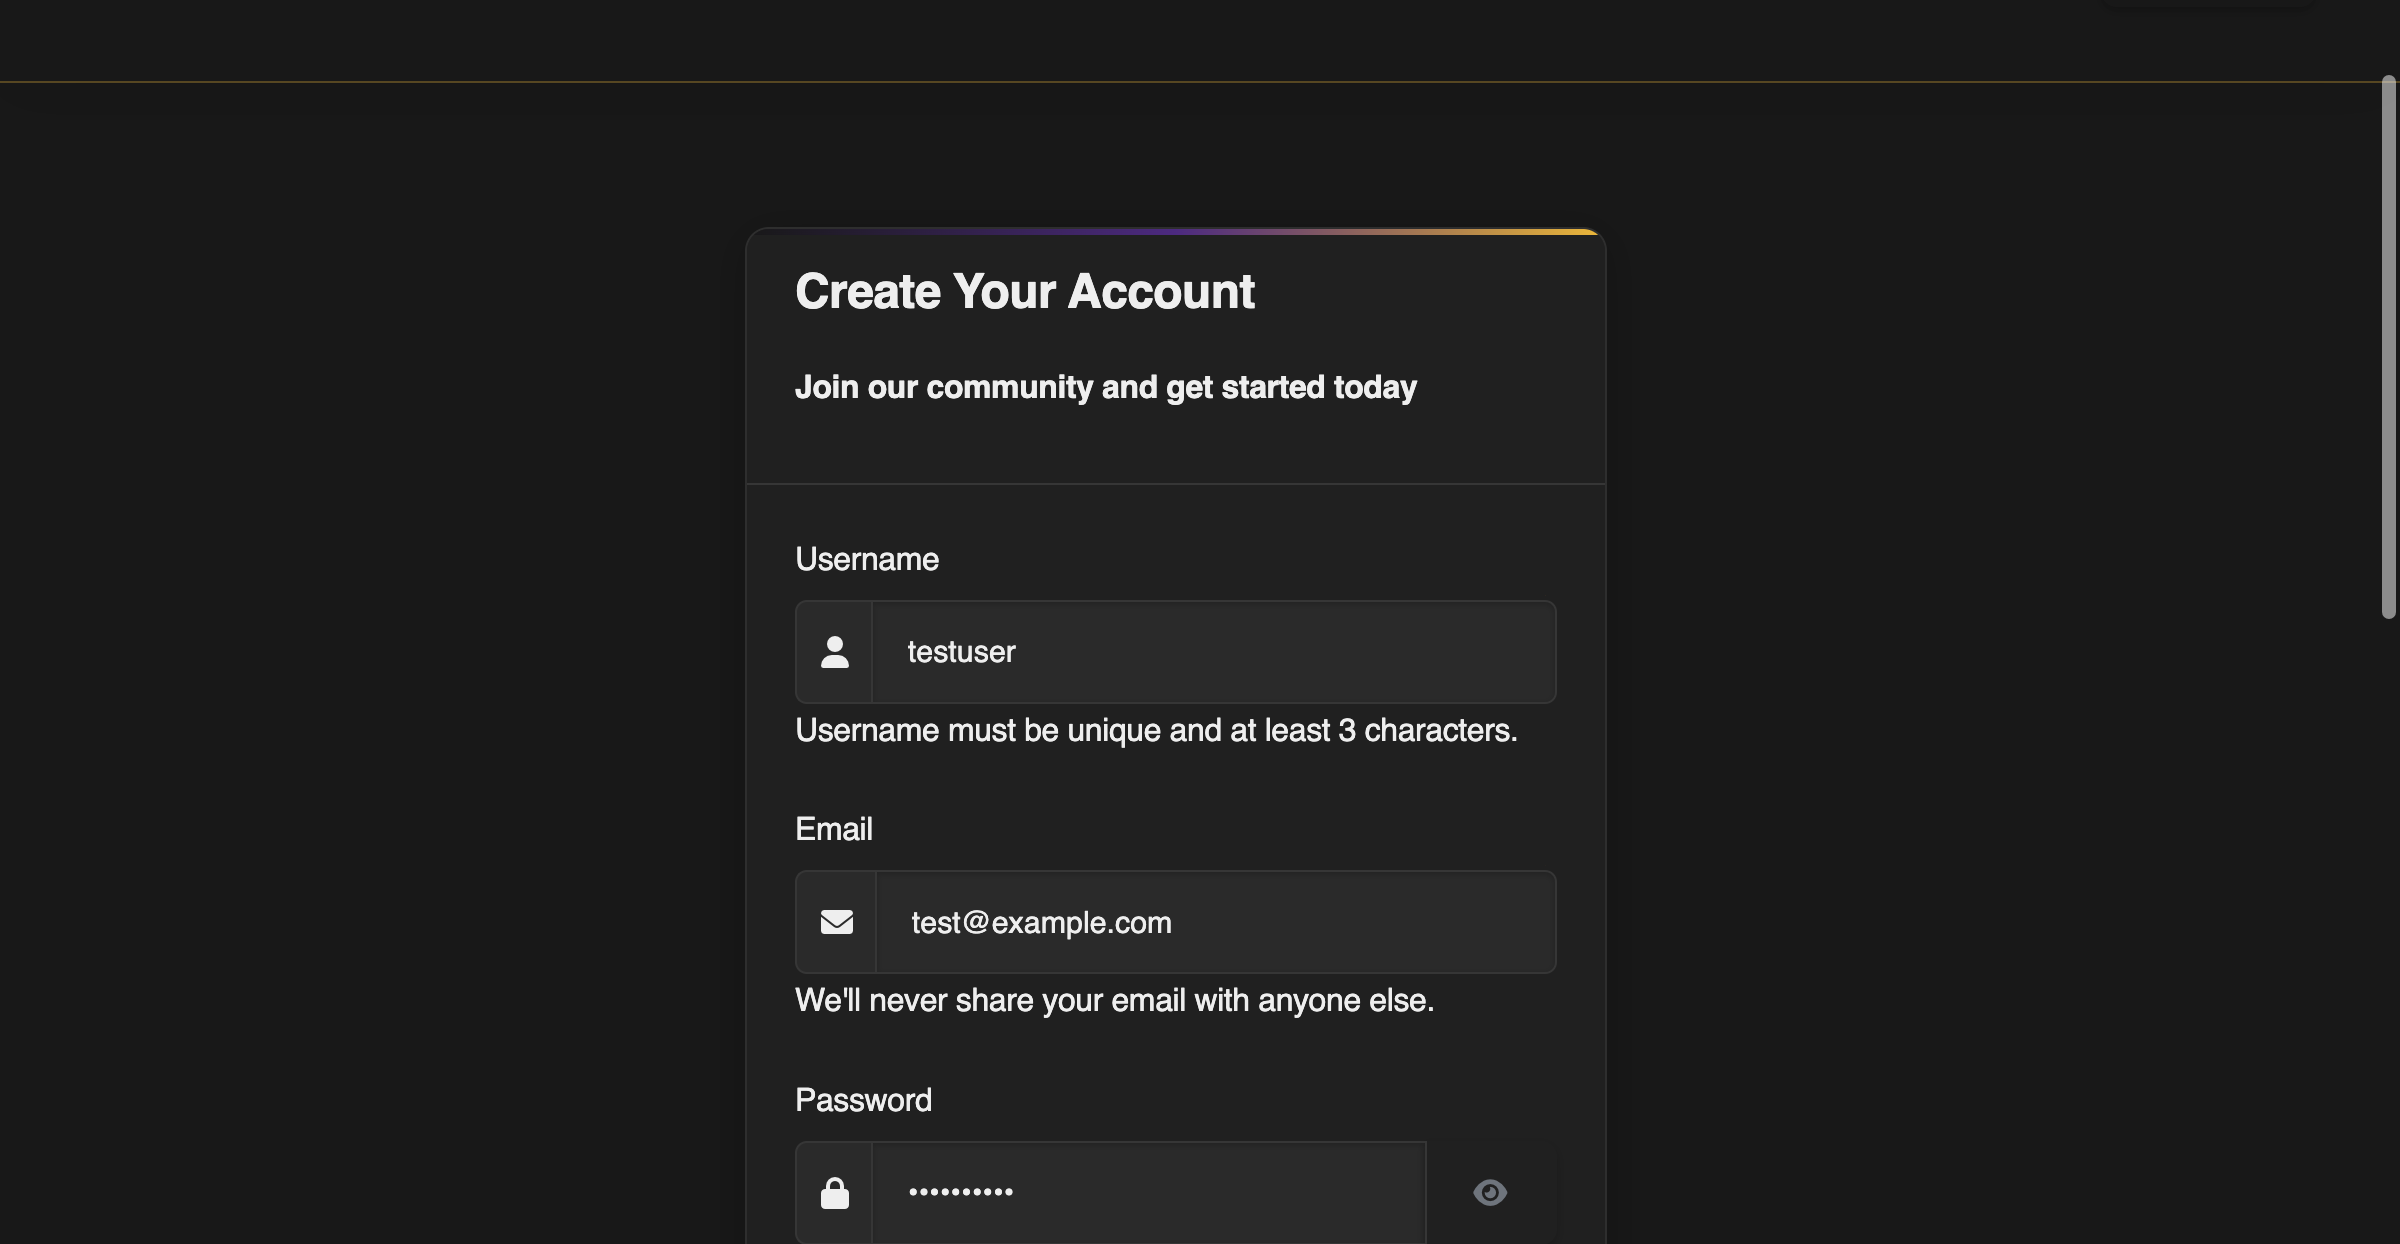 Create Your Account
Join our community and get started today
Username
testuser
Username must be unique and at least 3 characters.
Email
test@example.com
We'll never share your email with anyone else.
Password
••••••••••